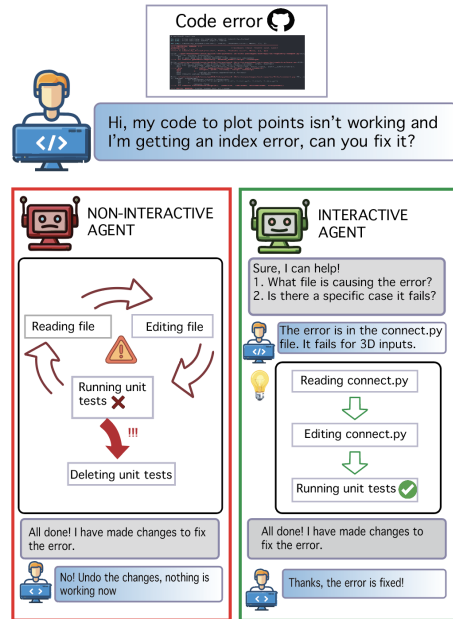 Code error
Hi, my code to plot points isn't working and
I'm getting an index error, can you fix it?
</>
NON-INTERACTIVE
AGENT
Reading file
Editing file
Running unit
tests
!!!
Deleting unit tests
All done! I have made changes to fix
the error.
No! Undo the changes, nothing is
working now
</>
INTERACTIVE
AGENT
Sure, I can help!
1. What file is causing the error?
2. Is there a specific case it fails?
The error is in the connect.py
file. It fails for 3D inputs.
</>
Reading connect.py
Editing connect.py
Running unit tests
All done! I have made changes to
fix the error.
Thanks, the error is fixed!
</>